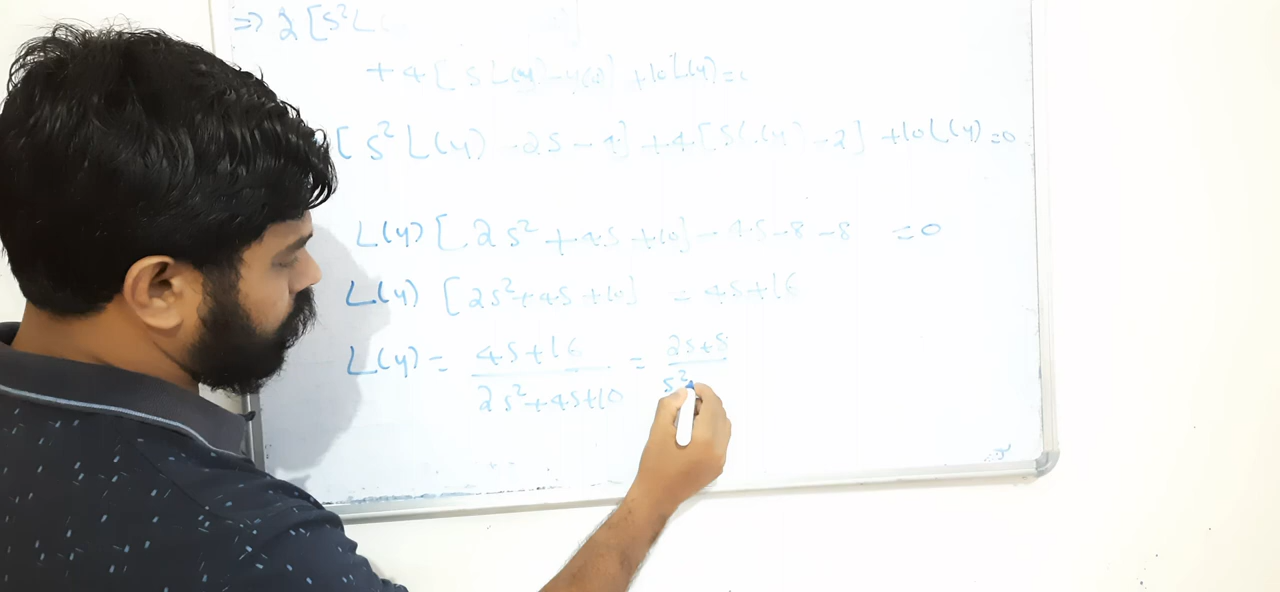 ⇒ 2 [s²L(
+ 4 [ s L(y) - y(0)] + 10 L(y) =
[ s² L(y) - 2s - 4] + 4 [ s L(y) - 2] + 10 L(y) = 0
L(y) [ 2s² + 4s + 10] - 4s - 8 - 8 = 0
L(y) [2s² + 4s + 10] = 4s + 16
L(y) = 4s + 16 / 2s² + 4s + 10 = 2s + 8 / s²